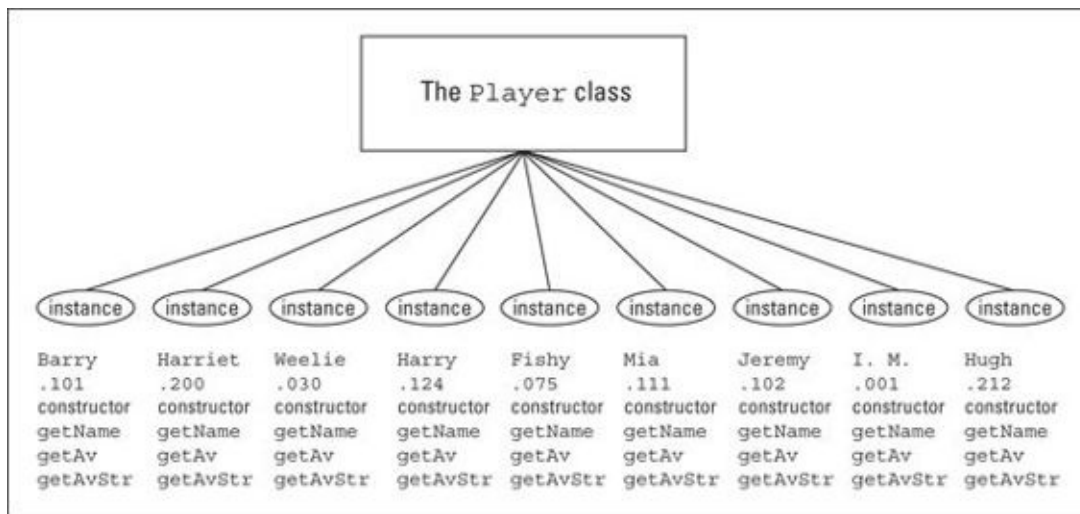 The Player class
instance instance instance instance instance instance instance instance instance
Barry Harriet Weelie Harry Fishy Mia Jeremy I. M. Hugh
.101 .200 .030 .124 .075 .111 .102 .001 .212
constructor constructor constructor constructor constructor constructor constructor constructor constructor
getName getName getName getName getName getName getName getName getName
getAv getAv getAv getAv getAv getAv getAv getAv getAv
getAvStr getAvStr getAvStr getAvStr getAvStr getAvStr getAvStr getAvStr getAvStr